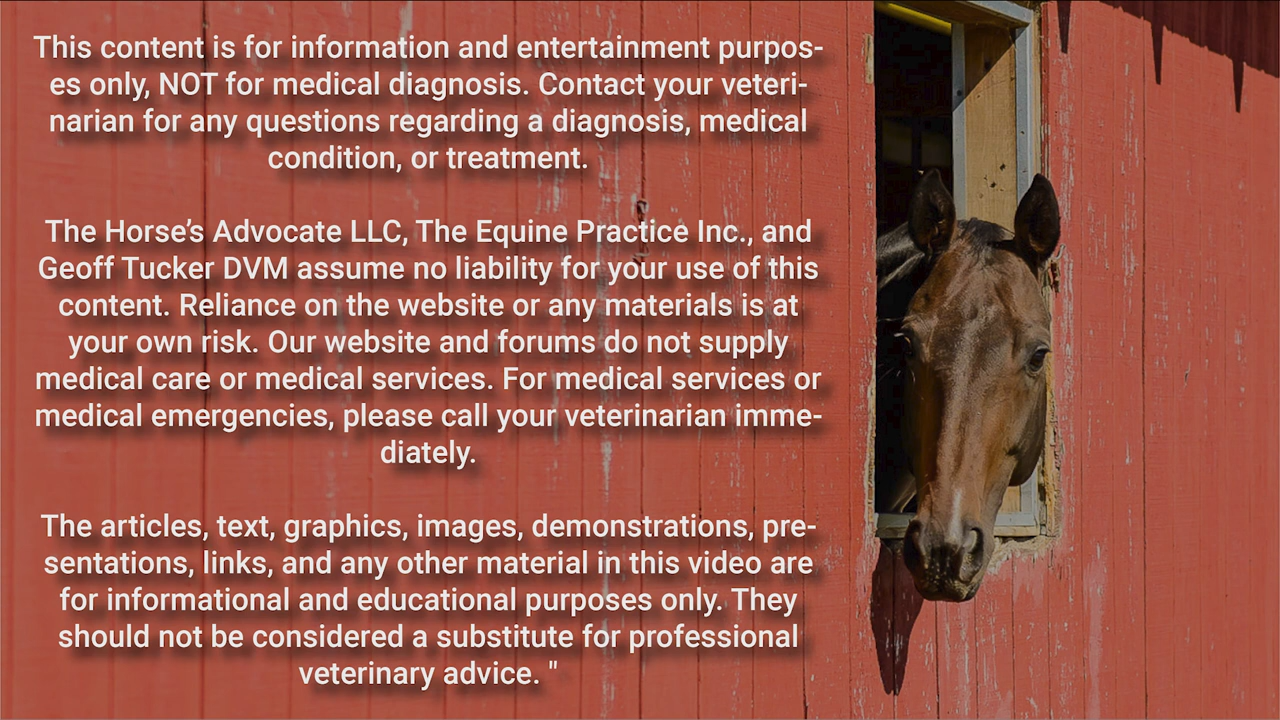 This content is for information and entertainment purpos-
es only, NOT for medical diagnosis. Contact your veteri-
narian for any questions regarding a diagnosis, medical
condition, or treatment.
The Horse’s Advocate LLC, The Equine Practice Inc., and
Geoff Tucker DVM assume no liability for your use of this
content. Reliance on the website or any materials is at
your own risk. Our website and forums do not supply
medical care or medical services. For medical services or
medical emergencies, please call your veterinarian imme-
diately.
The articles, text, graphics, images, demonstrations, pre-
sentations, links, and any other material in this video are
for informational and educational purposes only. They
should not be considered a substitute for professional
veterinary advice. "